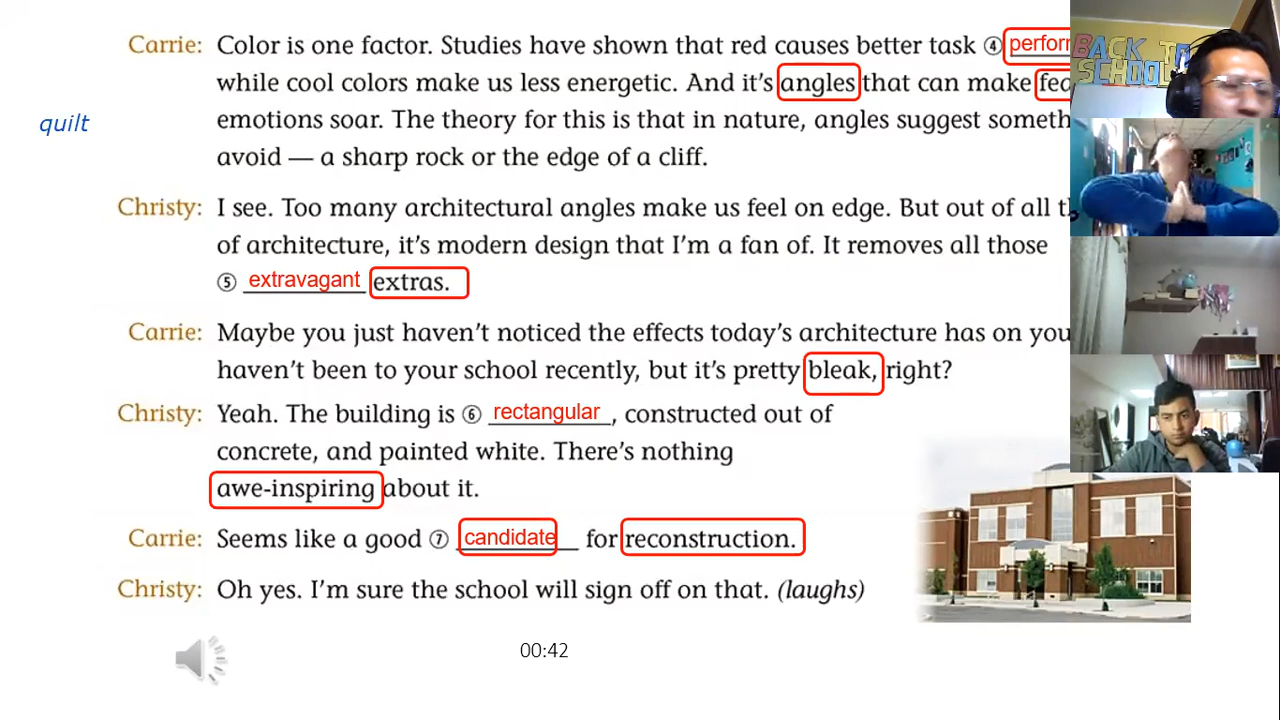 Carrie: Color is one factor. Studies have shown that red causes better task ④
while cool colors make us less energetic. And it's angles that can make
quilt
emotions soar. The theory for this is that in nature, angles suggest
avoid — a sharp rock or the edge of a cliff.
Christy: I see. Too many architectural angles make us feel on edge. But out of all
of architecture, it's modern design that I'm a fan of. It removes all those
⑤ extravagant extras.
Carrie: Maybe you just haven't noticed the effects today's architecture has on you
haven't been to your school recently, but it's pretty bleak, right?
Christy: Yeah. The building is ⑥ rectangular, constructed out of
concrete, and painted white. There's nothing
awe-inspiring about it.
Carrie: Seems like a good ⑦ candidate for reconstruction.
Christy: Oh yes. I'm sure the school will sign off on that. (laughs)
00:42
BACK TO
SCHOOL